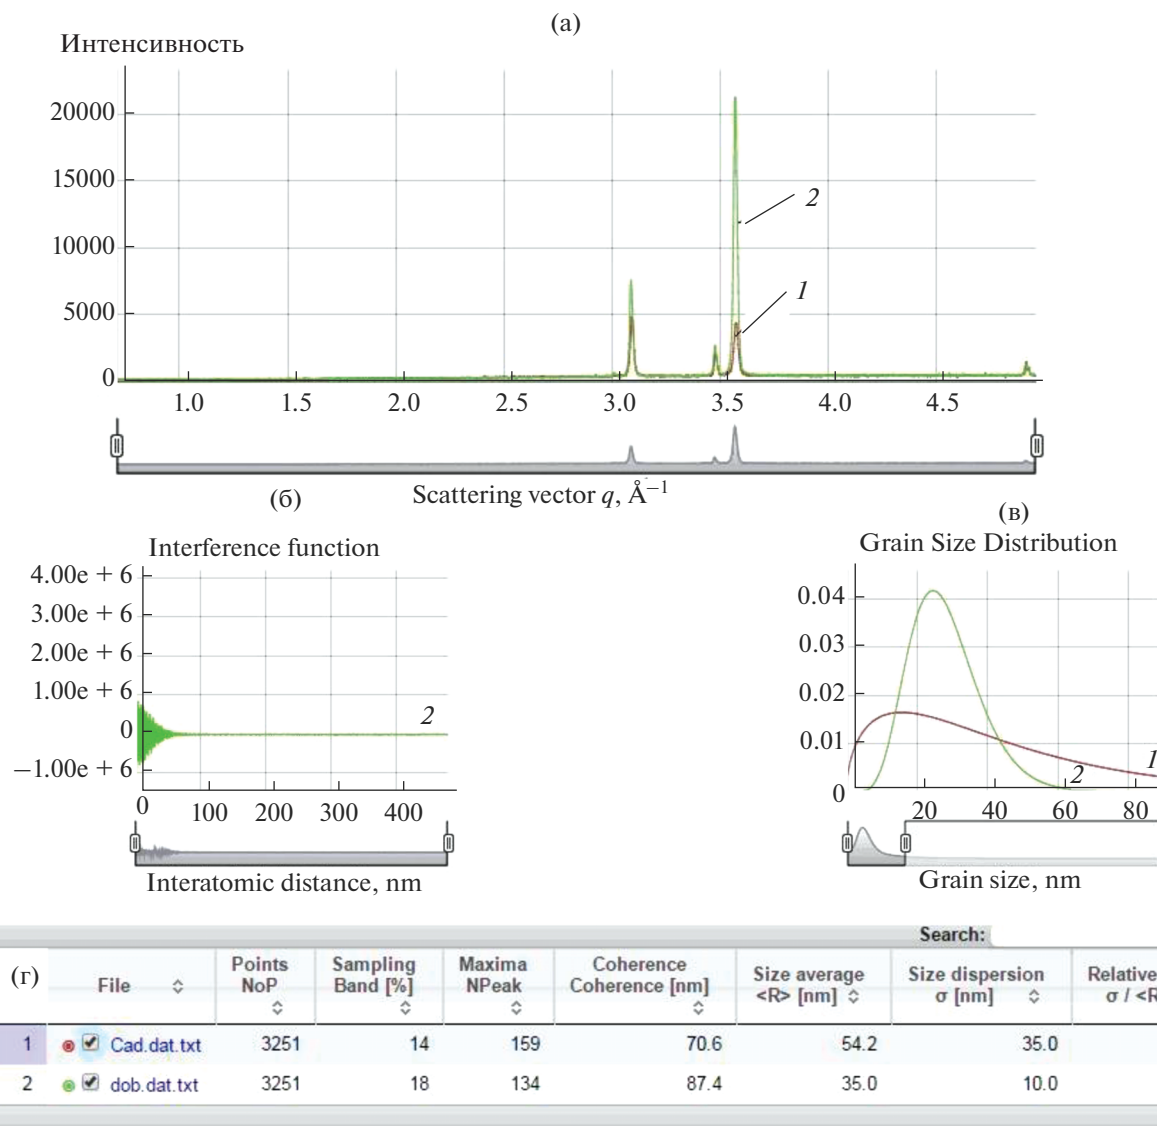 (а)
Интенсивность
20000
15000
10000
5000
0
2
1
1.0 1.5 2.0 2.5 3.0 3.5 4.0 4.5
Scattering vector q, Å⁻¹
(б)
Interference function
4.00e + 6
3.00e + 6
2.00e + 6
1.00e + 6
0
−1.00e + 6
2
0 100 200 300 400
Interatomic distance, nm
(в)
Grain Size Distribution
0.04
0.03
0.02
0.01
0
1
2
20 40 60 80
Grain size, nm
Search:
(г)
File Points NoP Sampling Band [%] Maxima NPeak Coherence Coherence [nm] Size average <R> [nm] Size dispersion σ [nm] Relative σ / <R
1 Cad.dat.txt 3251 14 159 70.6 54.2 35.0
2 dob.dat.txt 3251 18 134 87.4 35.0 10.0